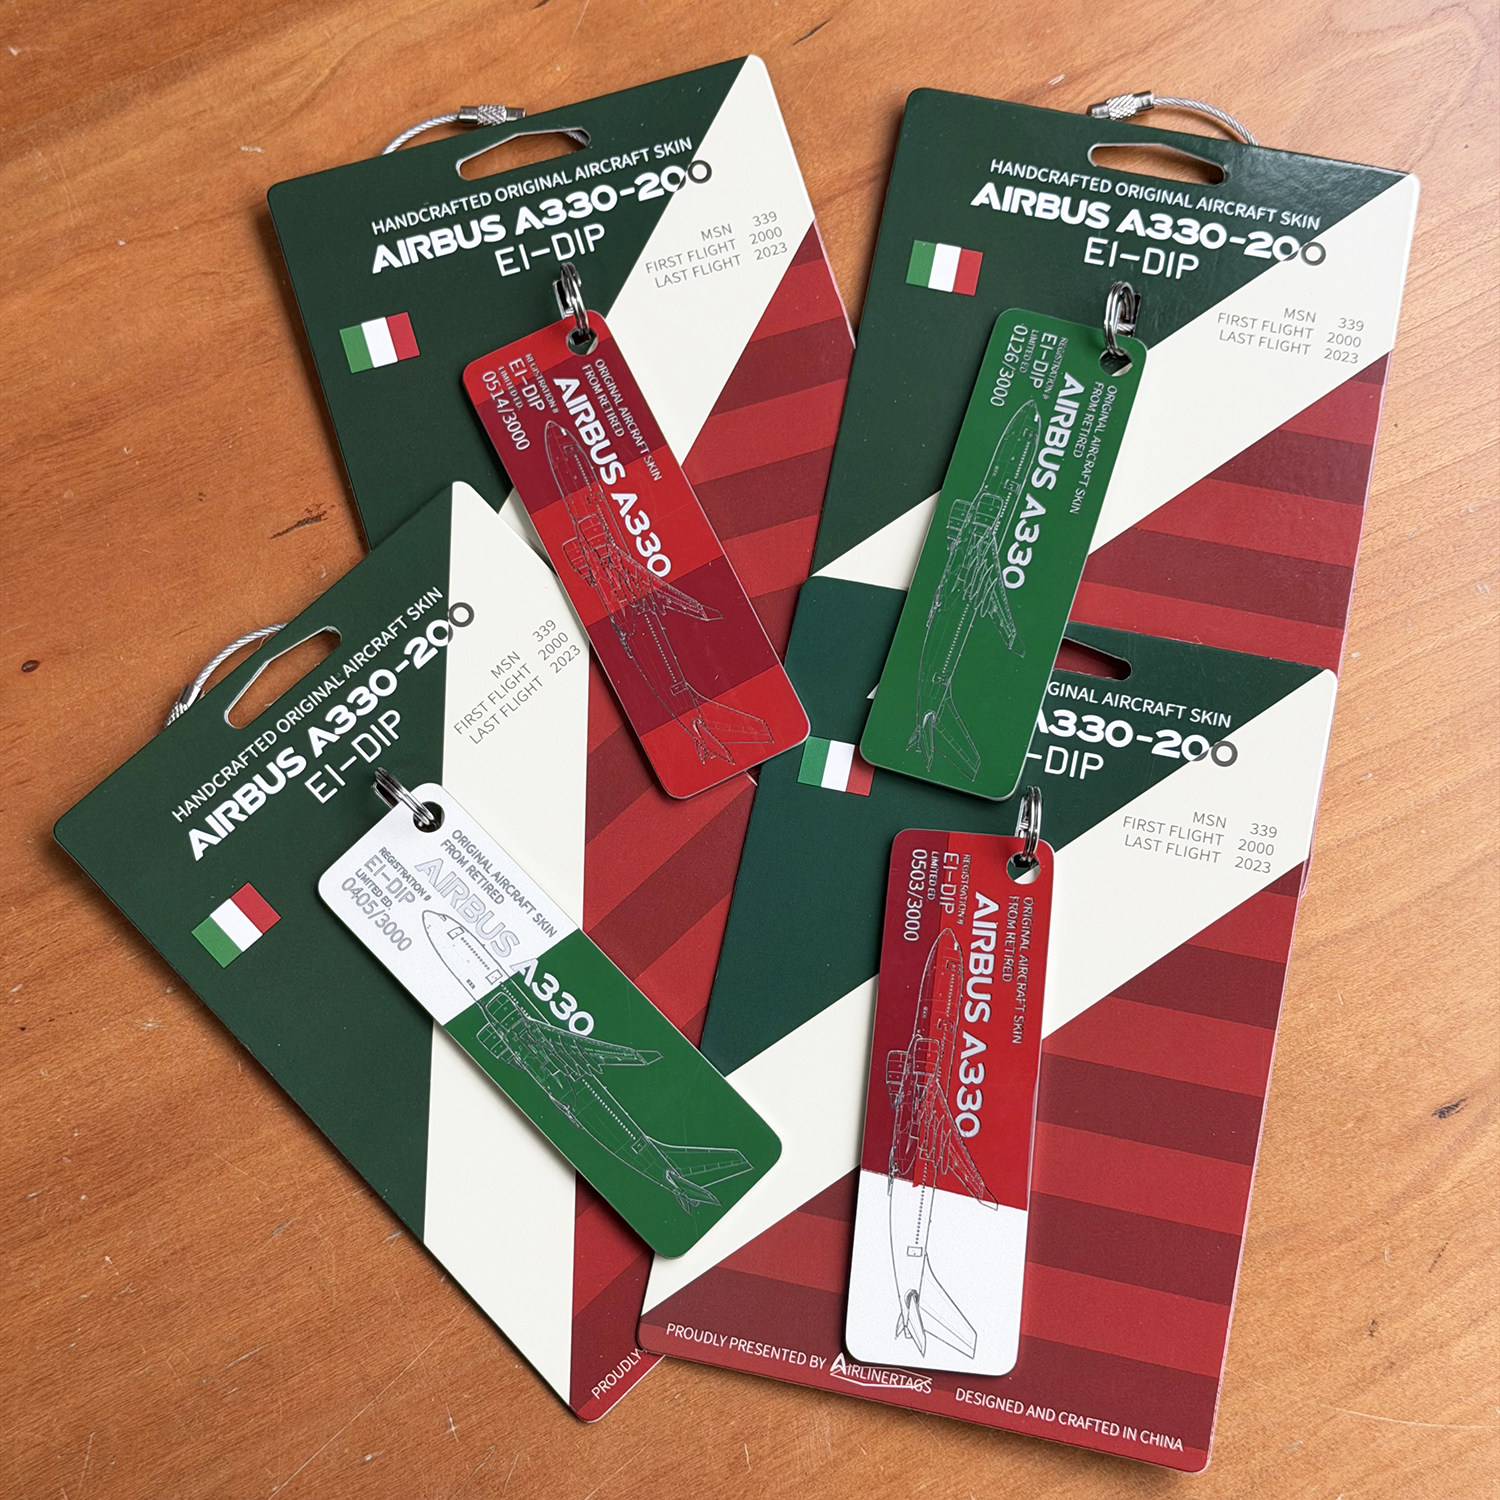 HANDCRAFTED ORIGINAL AIRCRAFT SKIN
AIRBUS A330-200
EI-DIP
MSN 339
FIRST FLIGHT 2000
LAST FLIGHT 2023
ORIGINAL AIRCRAFT SKIN
FROM RETIRED
AIRBUS A330
REGISTRATION #
EI-DIP
LIMITED ED.
0514/3000
HANDCRAFTED ORIGINAL AIRCRAFT SKIN
AIRBUS A330-200
EI-DIP
MSN 339
FIRST FLIGHT 2000
LAST FLIGHT 2023
ORIGINAL AIRCRAFT SKIN
FROM RETIRED
AIRBUS A330
REGISTRATION #
EI-DIP
LIMITED ED.
0126/3000
HANDCRAFTED ORIGINAL AIRCRAFT SKIN
AIRBUS A330-200
EI-DIP
MSN 339
FIRST FLIGHT 2000
LAST FLIGHT 2023
ORIGINAL AIRCRAFT SKIN
FROM RETIRED
AIRBUS A330
REGISTRATION #
EI-DIP
LIMITED ED.
0405/3000
PROUDLY
GINAL AIRCRAFT SKIN
A330-200
-DIP
MSN 339
FIRST FLIGHT 2000
LAST FLIGHT 2023
ORIGINAL AIRCRAFT SKIN
FROM RETIRED
AIRBUS A330
REGISTRATION #
EI-DIP
LIMITED ED.
0503/3000
PROUDLY PRESENTED BY AIRLINERTAGS DESIGNED AND CRAFTED IN CHINA